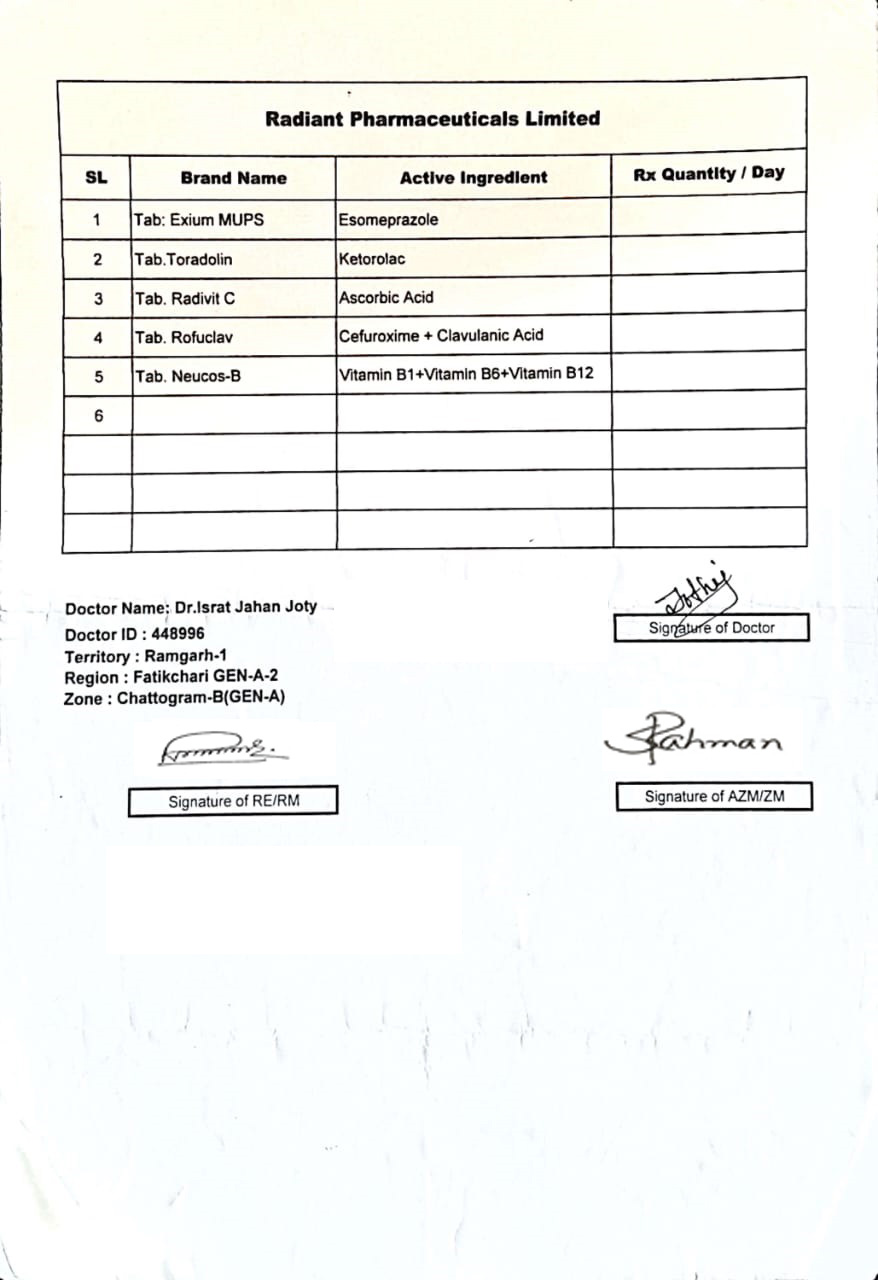 Radiant Pharmaceuticals Limited
SL Brand Name Active Ingredient Rx Quantity / Day
1 Tab: Exium MUPS Esomeprazole
2 Tab.Toradolin Ketorolac
3 Tab. Radivit C Ascorbic Acid
4 Tab. Rofuclav Cefuroxime + Clavulanic Acid
5 Tab. Neucos-B Vitamin B1+Vitamin B6+Vitamin B12
6
Doctor Name: Dr.Israt Jahan Joty
Doctor ID : 448996
Territory : Ramgarh-1
Region : Fatikchari GEN-A-2
Zone : Chattogram-B(GEN-A)
Signature of Doctor
Rahman
Signature of RE/RM
Signature of AZM/ZM